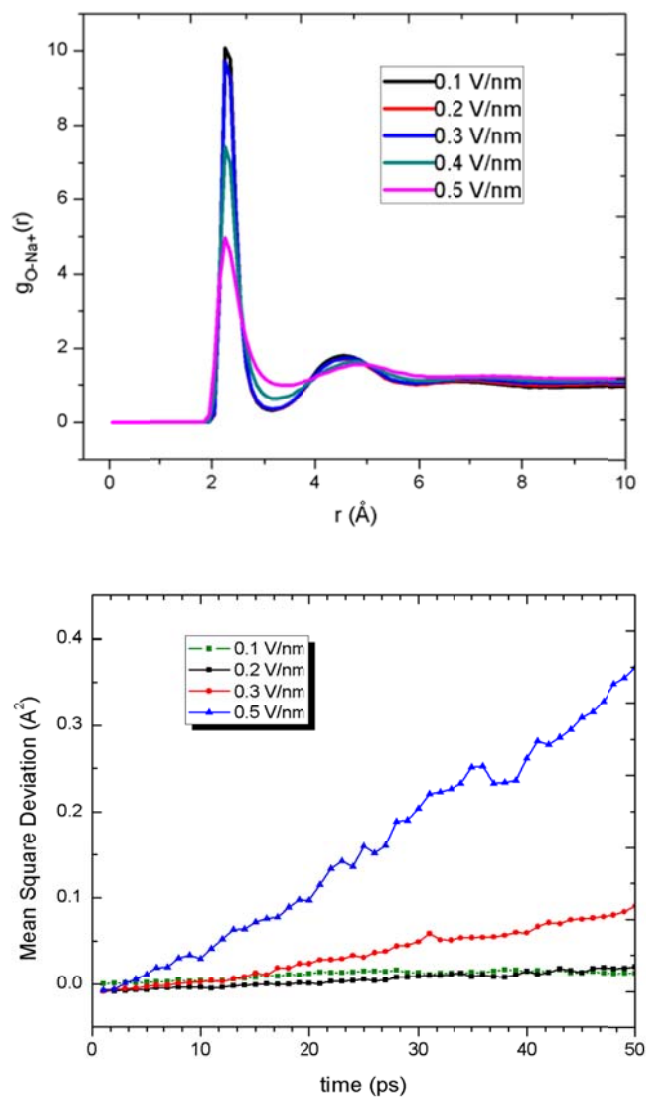 10
8
6
4
2
0
g_O-Na+(r)
0.1 V/nm
0.2 V/nm
0.3 V/nm
0.4 V/nm
0.5 V/nm
0 2 4 6 8 10
r (Å)
0.4
0.3
0.2
0.1
0.0
Mean Square Deviation (A²)
0.1 V/nm
0.2 V/nm
0.3 V/nm
0.5 V/nm
0 10 20 30 40 50
time (ps)